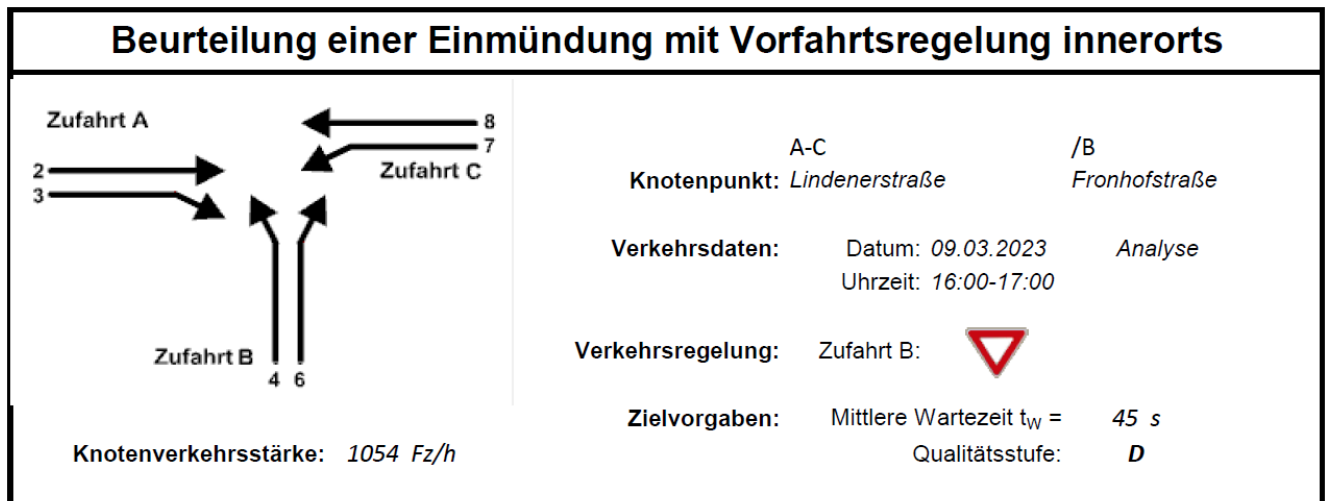 Beurteilung einer Einmündung mit Vorfahrtsregelung innerorts
Zufahrt A
8
7
Zufahrt C
2
3
Zufahrt B
4 6
Knotenverkehrsstärke: 1054 Fz/h
A-C /B
Knotenpunkt: Lindenerstraße Fronhofstraße
Verkehrsdaten: Datum: 09.03.2023 Analyse
Uhrzeit: 16:00-17:00
Verkehrsregelung: Zufahrt B:
Zielvorgaben: Mittlere Wartezeit tW = 45 s
Qualitätsstufe: D